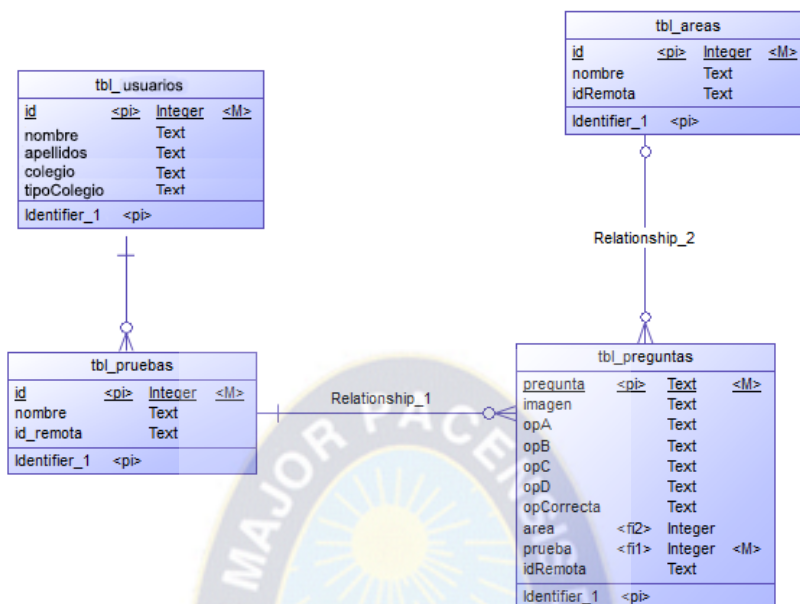 tbl_usuarios
id <pi> Integer <M>
nombre Text
apellidos Text
colegio Text
tipoColegio Text
Identifier_1 <pi>
tbl_areas
id <pi> Integer <M>
nombre Text
idRemota Text
Identifier_1 <pi>
Relationship_2
tbl_pruebas
id <pi> Integer <M>
nombre Text
id_remota Text
Identifier_1 <pi>
Relationship_1
tbl_preguntas
pregunta <pi> Text <M>
imagen Text
opA Text
opB Text
opC Text
opD Text
opCorrecta Text
area <fi2> Integer
prueba <fi1> Integer <M>
idRemota Text
Identifier_1 <pi>
MAJOR PACENSIS